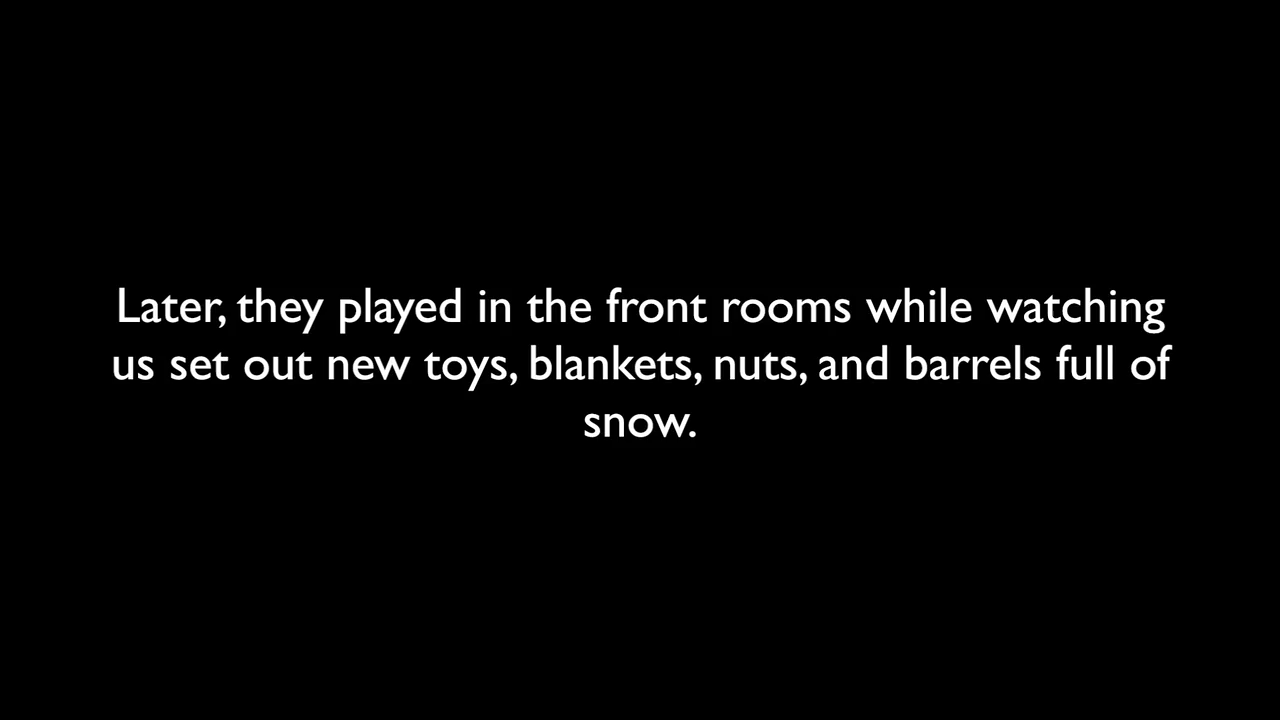 Later, they played in the front rooms while watching
us set out new toys, blankets, nuts, and barrels full of
snow.